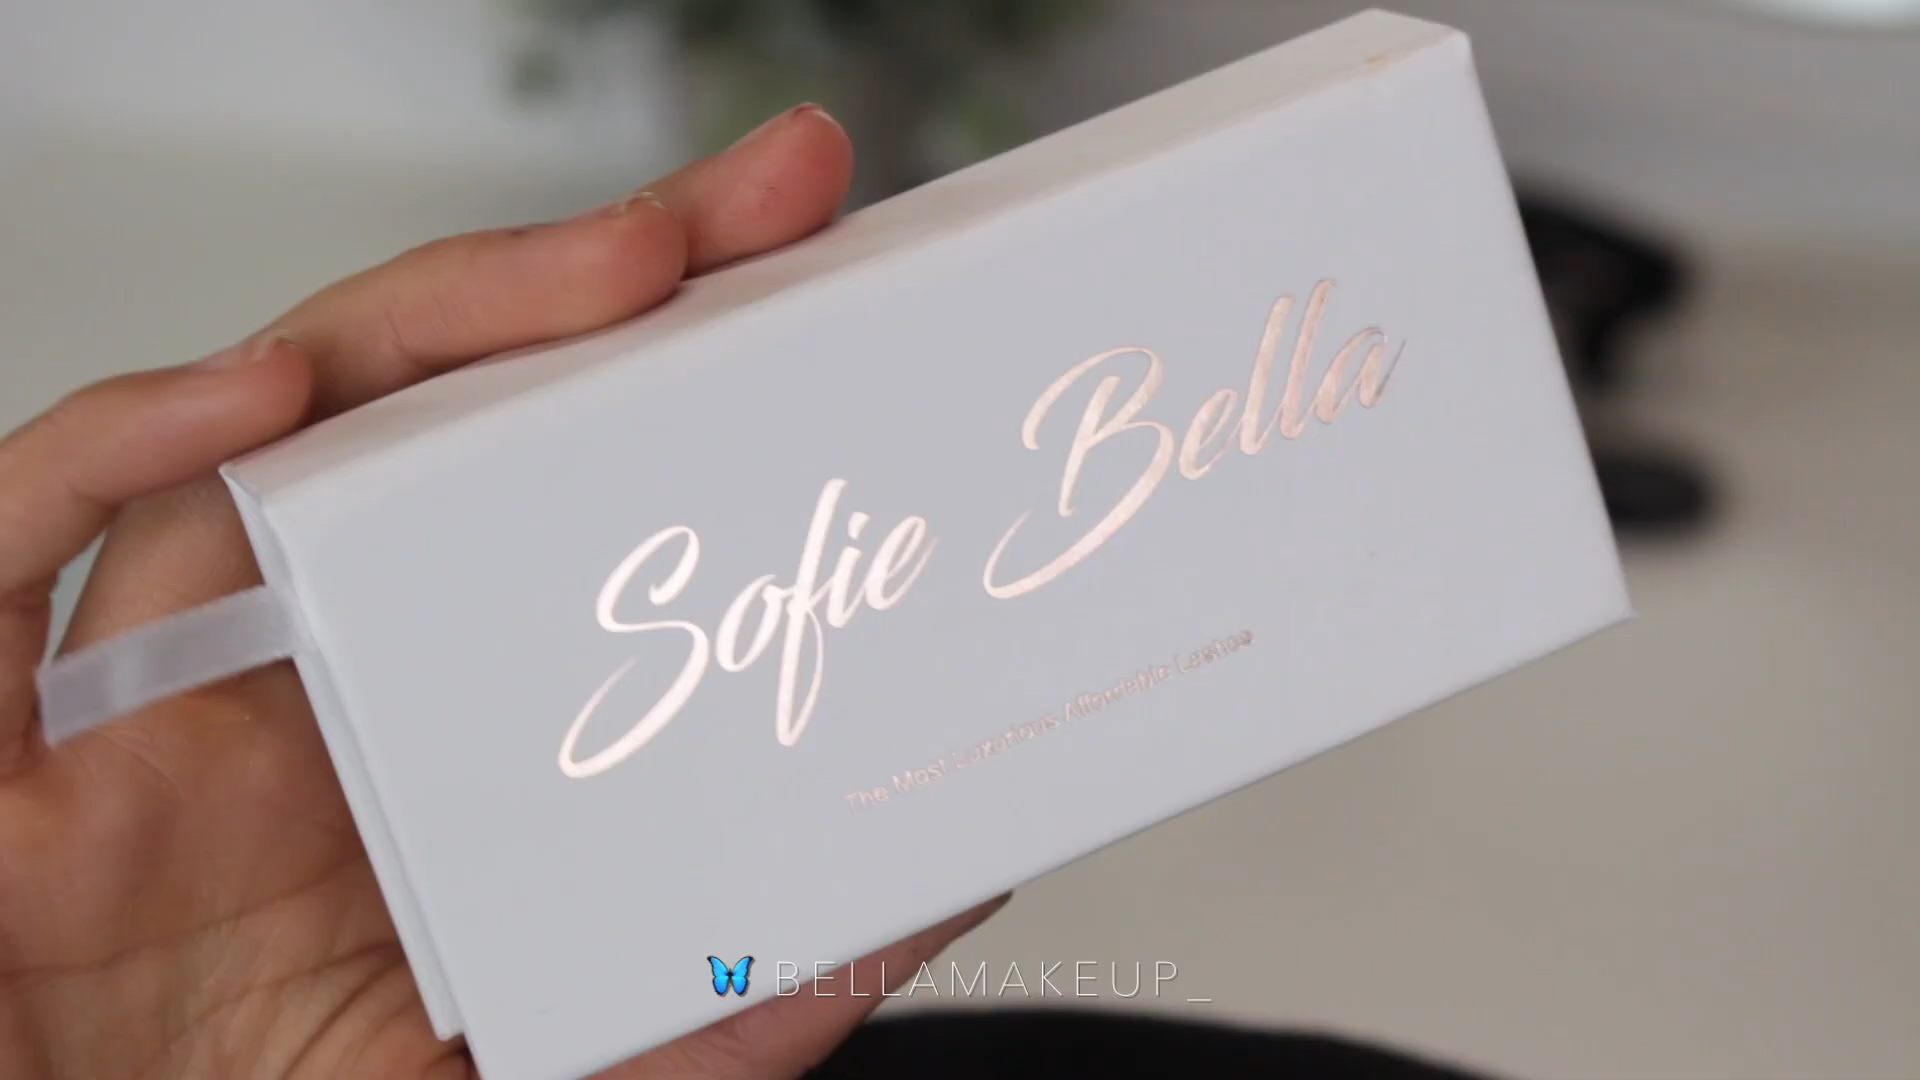 Sofie Bella
The Most Luxurious Affordable Lashes
🦋 BELLAMAKEUP_